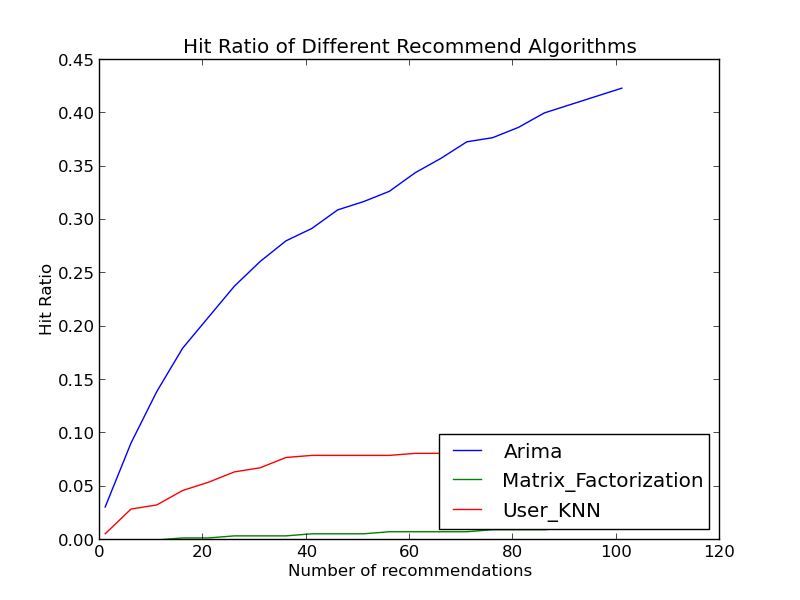 Hit Ratio of Different Recommend Algorithms
0.45
0.40
0.35
0.30
0.25
0.20
0.15
0.10
0.05
0.00
Hit Ratio
Arima
Matrix_Factorization
User_KNN
0 20 40 60 80 100 120
Number of recommendations